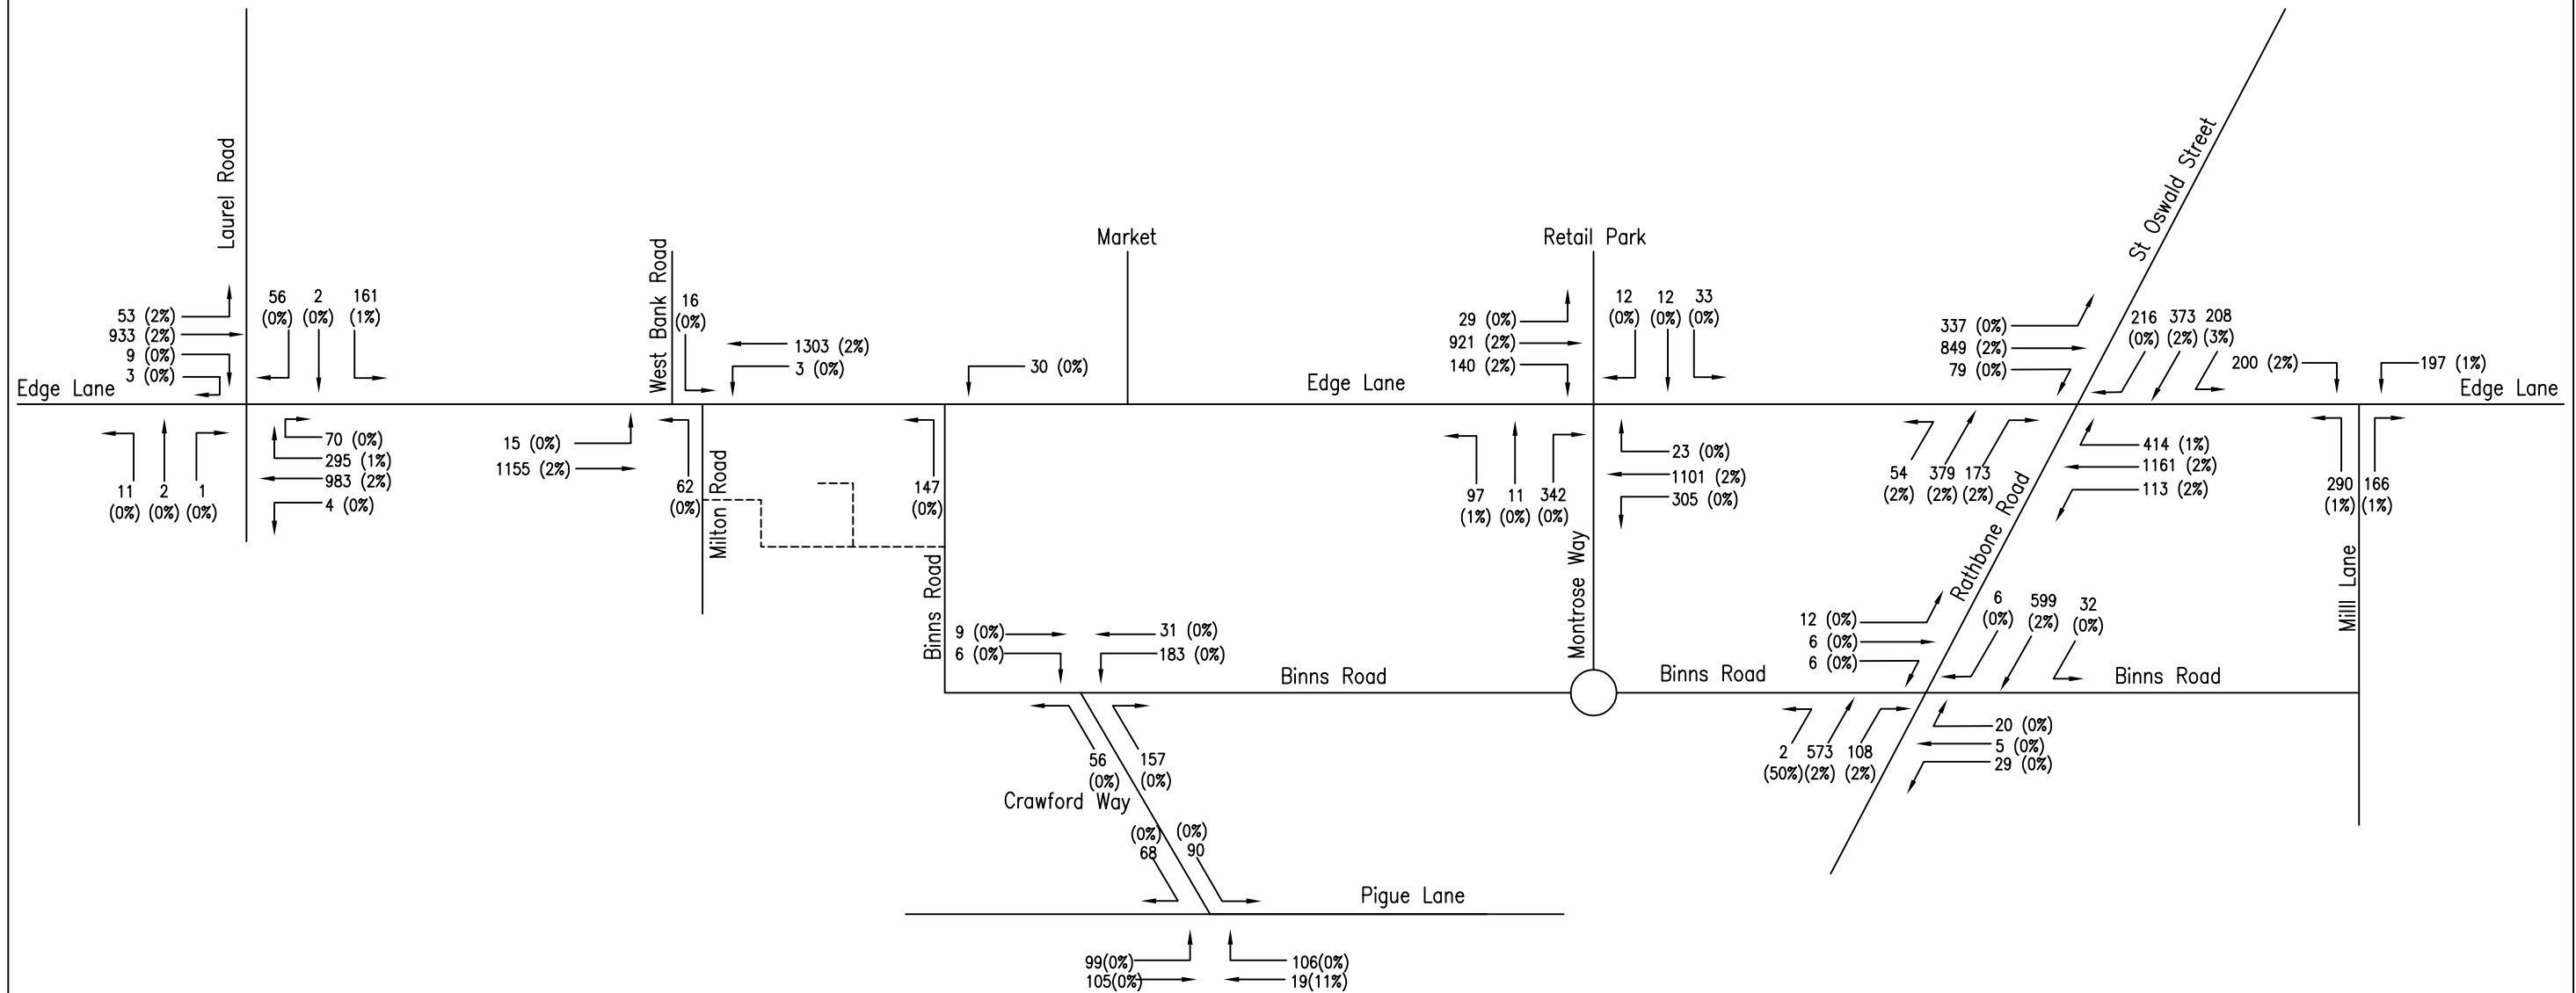 Laurel Road
53 (2%)
933 (2%)
9 (0%)
3 (0%)
56 2 161
(0%) (0%) (1%)
Edge Lane
11 2 1
(0%) (0%) (0%)
70 (0%)
295 (1%)
983 (2%)
4 (0%)
West Bank Road
16
(0%)
1303 (2%)
3 (0%)
15 (0%)
1155 (2%)
62
(0%)
Milton Road
30 (0%)
147
(0%)
Binns Road
Market
Edge Lane
Retail Park
29 (0%)
921 (2%)
140 (2%)
12 12 33
(0%) (0%) (0%)
97 11 342
(1%) (0%) (0%)
23 (0%)
1101 (2%)
305 (0%)
Montrose Way
St Oswald Street
337 (0%)
849 (2%)
79 (0%)
216 373 208
(0%) (2%) (3%)
54 379 173
(2%) (2%) (2%)
414 (1%)
1161 (2%)
113 (2%)
Rathbone Road
200 (2%)
197 (1%)
Edge Lane
290 166
(1%) (1%)
Milll Lane
9 (0%)
6 (0%)
31 (0%)
183 (0%)
Binns Road
Binns Road
12 (0%)
6 (0%)
6 (0%)
6 599 32
(0%) (2%) (0%)
Binns Road
2 573 108
(50%) (2%) (2%)
20 (0%)
5 (0%)
29 (0%)
56 157
(0%) (0%)
Crawford Way
(0%) (0%)
68 90
Pigue Lane
99(0%)
105(0%)
106(0%)
19(11%)